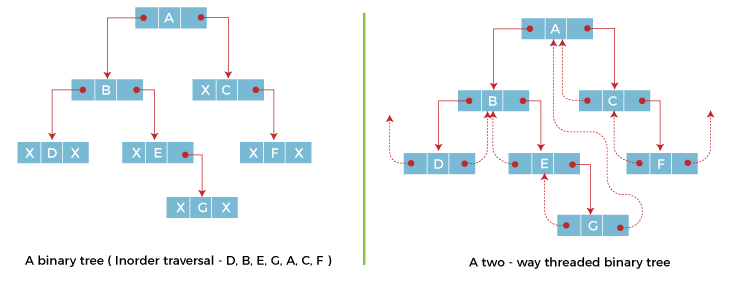 A
A
B
X C
B
C
X D X
X E
X F X
D
E
F
X G X
G
A binary tree ( Inorder traversal - D, B, E, G, A, C, F )
A two - way threaded binary tree